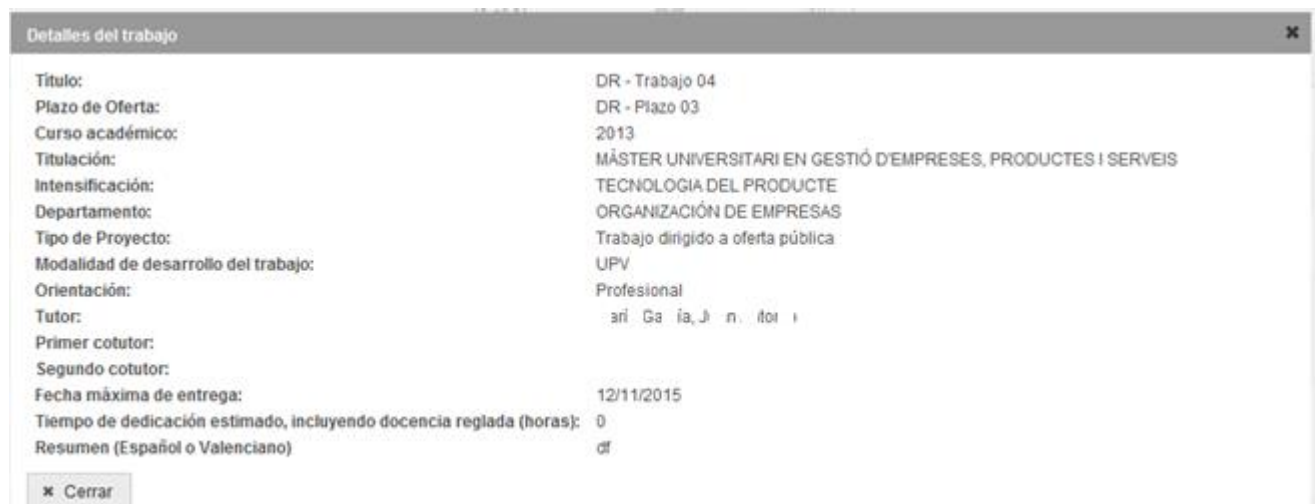 Detalles del trabajo
Título: DR - Trabajo 04
Plazo de Oferta: DR - Plazo 03
Curso académico: 2013
Titulación: MÁSTER UNIVERSITARI EN GESTIÓ D'EMPRESES, PRODUCTES I SERVEIS
Intensificación: TECNOLOGIA DEL PRODUCTE
Departamento: ORGANIZACIÓN DE EMPRESAS
Tipo de Proyecto: Trabajo dirigido a oferta pública
Modalidad de desarrollo del trabajo: UPV
Orientación: Profesional
Tutor:
Primer cotutor:
Segundo cotutor:
Fecha máxima de entrega: 12/11/2015
Tiempo de dedicación estimado, incluyendo docencia reglada (horas): 0
Resumen (Español o Valenciano) df
Cerrar